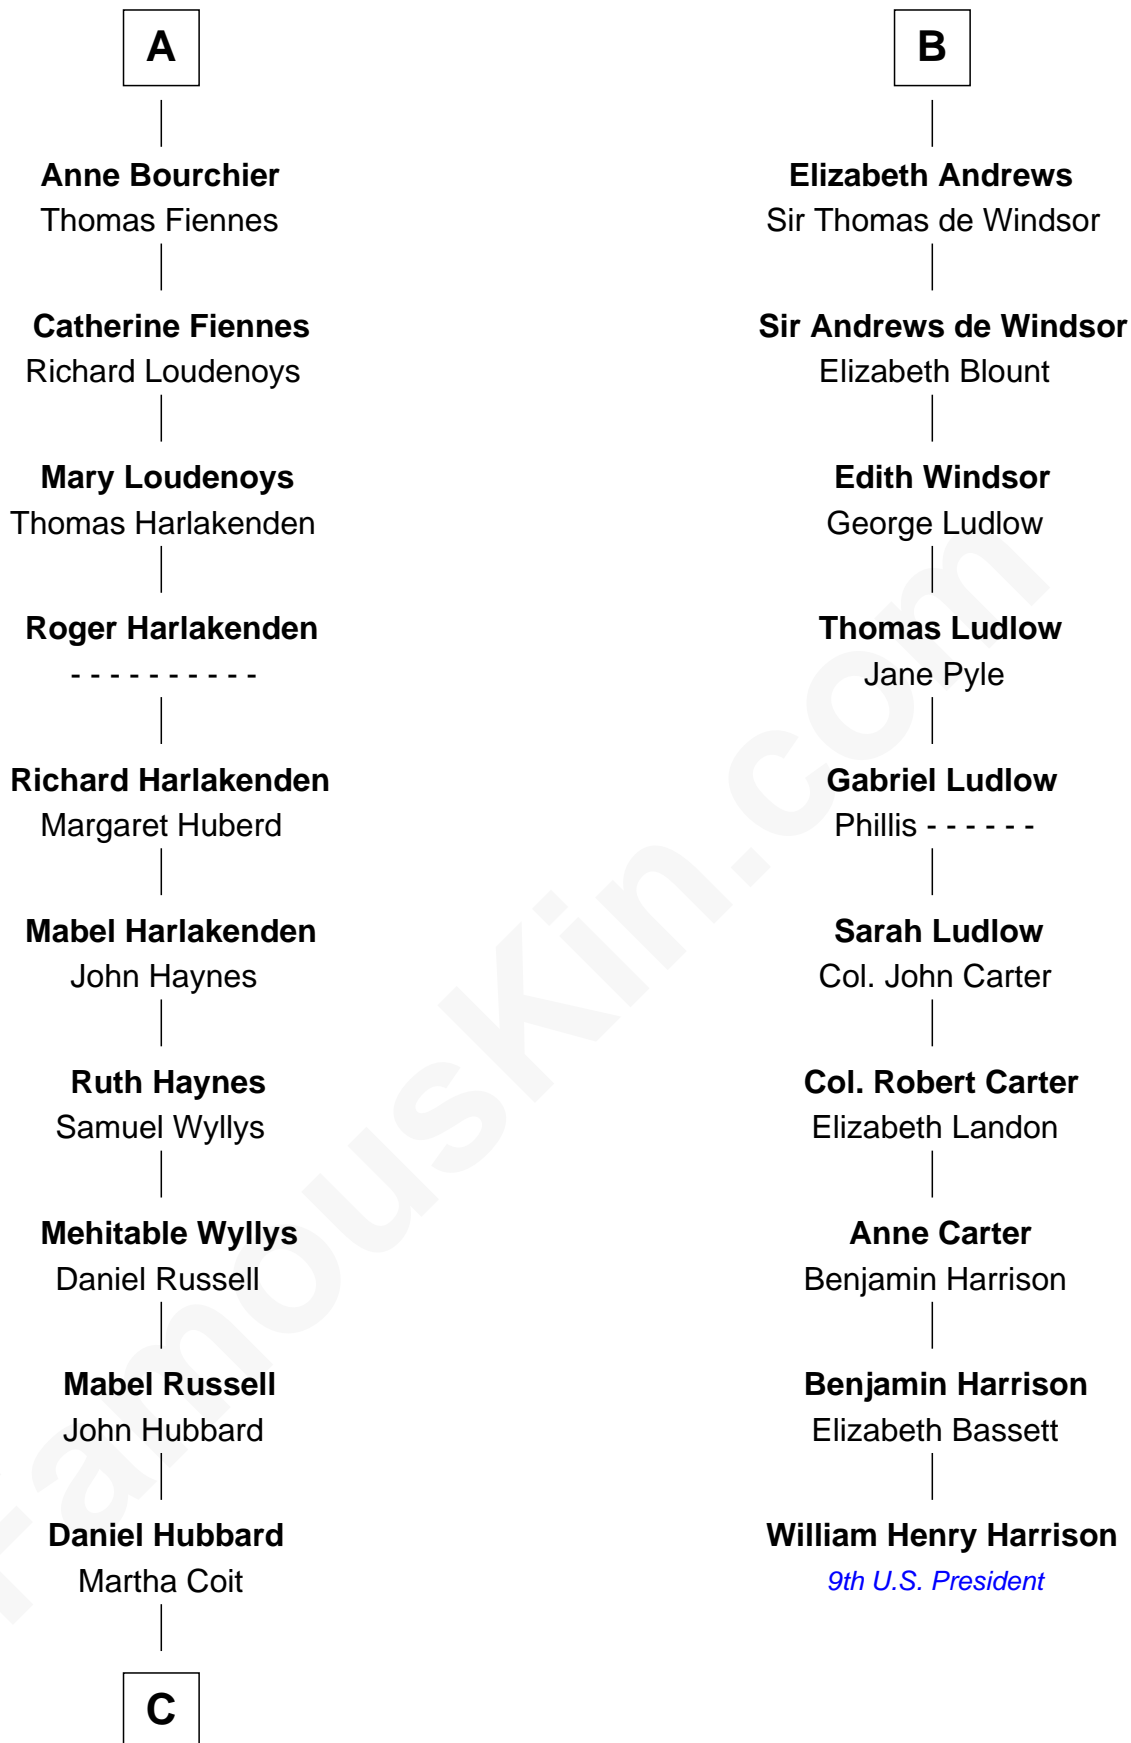 A
Anne Bourchier
Thomas Fiennes
Catherine Fiennes
Richard Loudenoys
Mary Loudenoys
Thomas Harlakenden
Roger Harlakenden
- - - - - - - - - -
Richard Harlakenden
Margaret Huberd
Mabel Harlakenden
John Haynes
Ruth Haynes
Samuel Wyllys
Mehitable Wyllys
Daniel Russell
Mabel Russell
John Hubbard
Daniel Hubbard
Martha Coit
C
B
Elizabeth Andrews
Sir Thomas de Windsor
Sir Andrews de Windsor
Elizabeth Blount
Edith Windsor
George Ludlow
Thomas Ludlow
Jane Pyle
Gabriel Ludlow
Phillis - - - - - -
Sarah Ludlow
Col. John Carter
Col. Robert Carter
Elizabeth Landon
Anne Carter
Benjamin Harrison
Benjamin Harrison
Elizabeth Bassett
William Henry Harrison
9th U.S. President
FamousKin.com